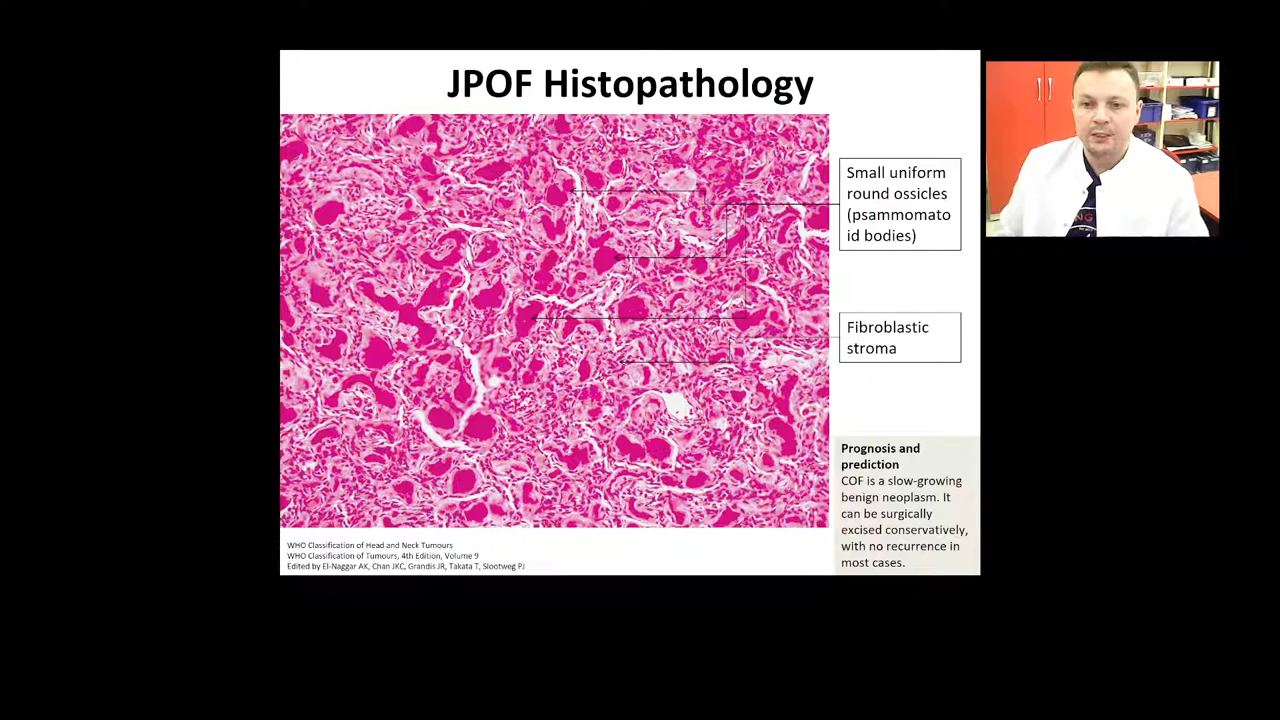 JPOF Histopathology
Small uniform
round ossicles
(psammomato
id bodies)
Fibroblastic
stroma
Prognosis and
prediction
COF is a slow-growing
benign neoplasm. It
can be surgically
excised conservatively,
with no recurrence in
most cases.
WHO Classification of Head and Neck Tumours
WHO Classification of Tumours, 4th Edition, Volume 9
Edited by El-Naggar AK, Chan JKC, Grandis JR, Takata T, Slootweg PJ